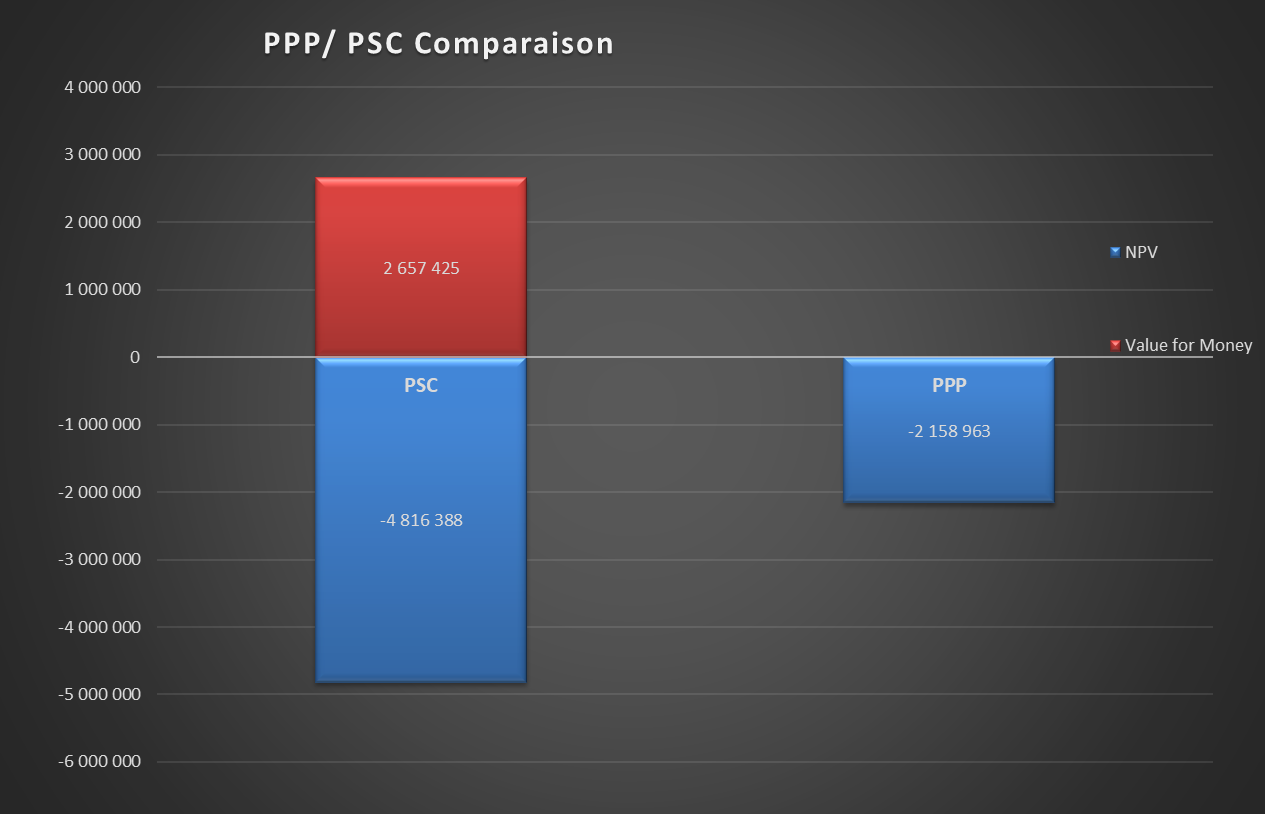 PPP/ PSC Comparaison
4 000 000
3 000 000
2 000 000
1 000 000
0
-1 000 000
-2 000 000
-3 000 000
-4 000 000
-5 000 000
-6 000 000
2 657 425
PSC
-4 816 388
PPP
-2 158 963
NPV
Value for Money